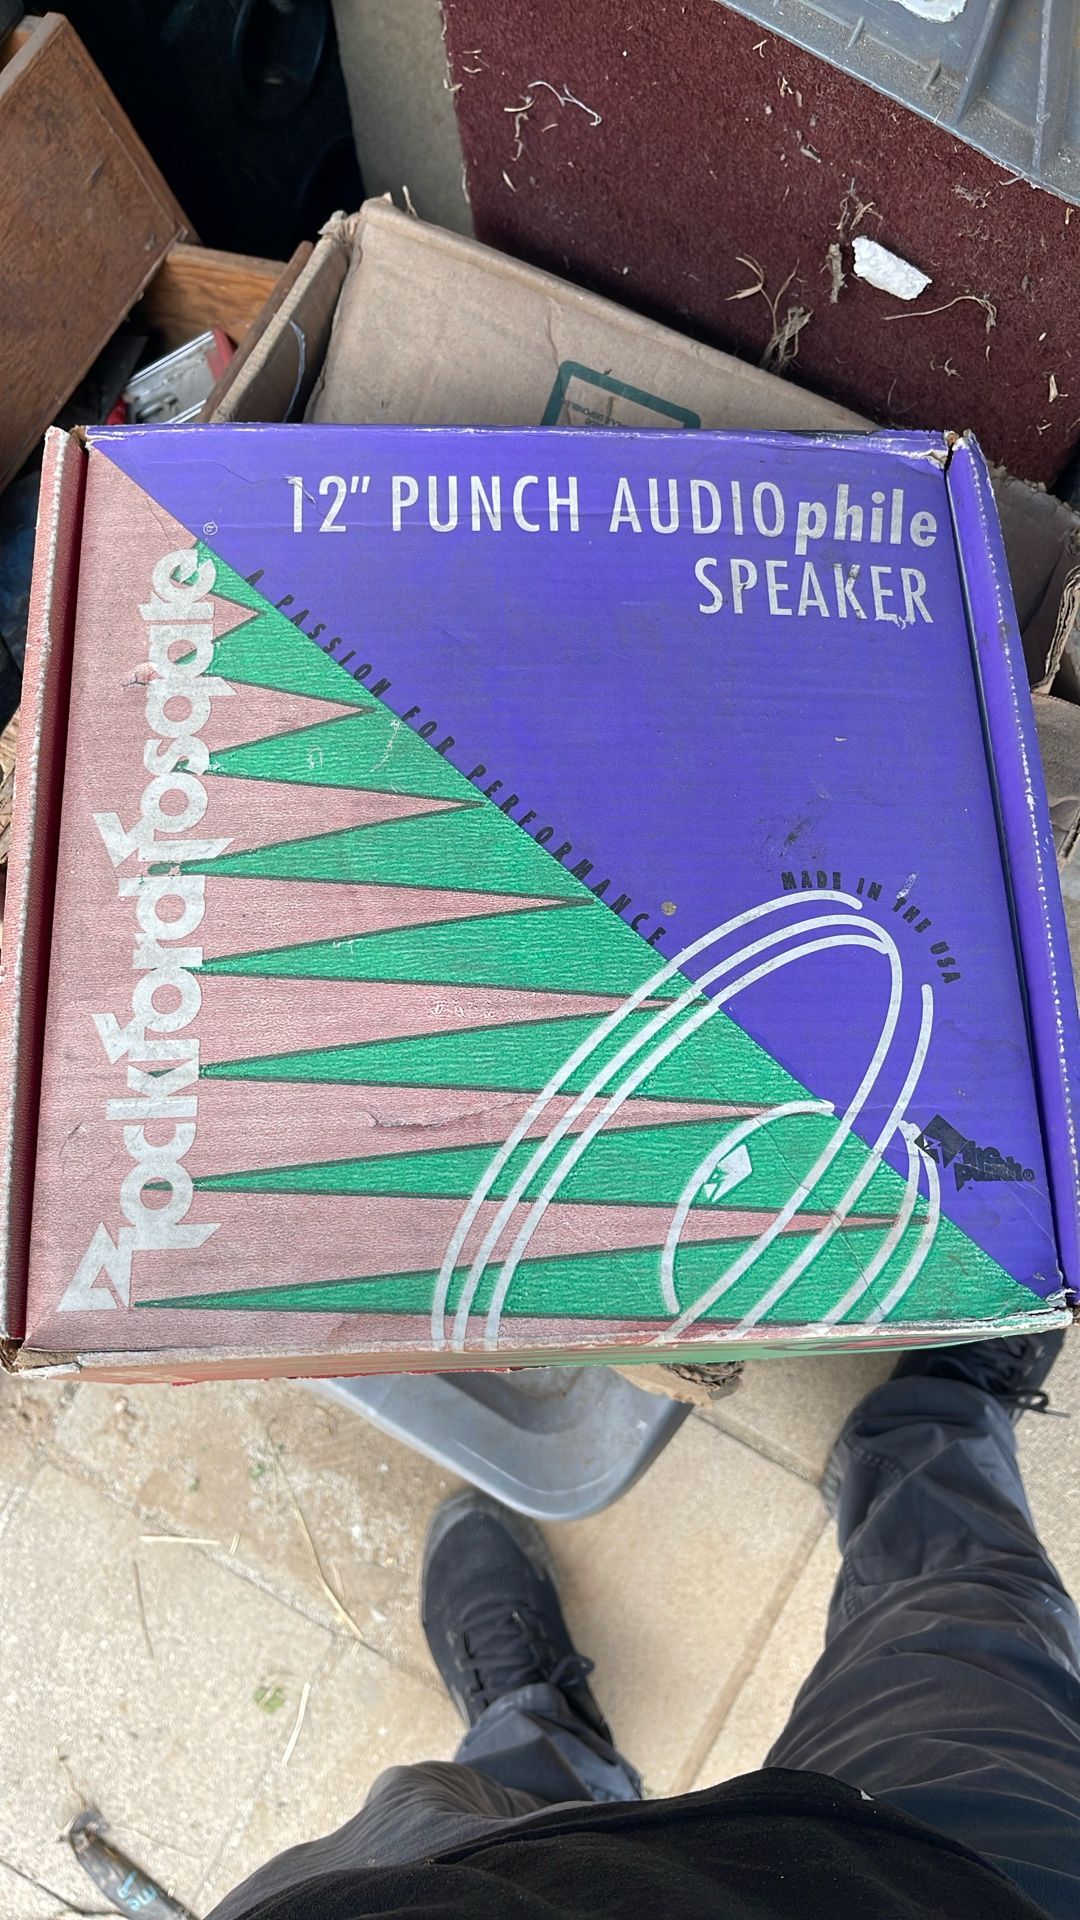 12" PUNCH AUDIOphile
SPEAKER
Rockford Fosgate®
A PASSION FOR PERFORMANCE
MADE IN THE USA
the
punch®